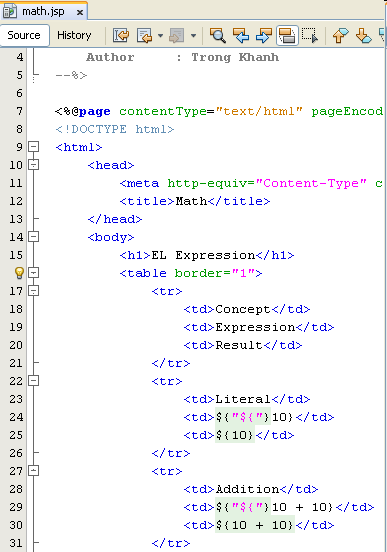 math.jsp x
Source History
4 Author : Trong Khanh
5 --%>
6
7 <%@page contentType="text/html" pageEncod
8 <!DOCTYPE html>
9 <html>
10 <head>
11 <meta http-equiv="Content-Type" c
12 <title>Math</title>
13 </head>
14 <body>
15 <h1>EL Expression</h1>
<table border="1">
17 <tr>
18 <td>Concept</td>
19 <td>Expression</td>
20 <td>Result</td>
21 </tr>
22 <tr>
23 <td>Literal</td>
24 <td>${"${"}10}</td>
25 <td>${10}</td>
26 </tr>
27 <tr>
28 <td>Addition</td>
29 <td>${"${"}10 + 10}</td>
30 <td>${10 + 10}</td>
31 </tr>